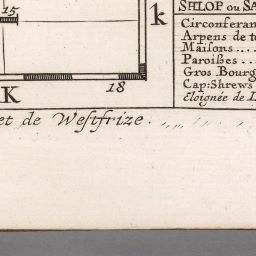 15
k
SHLOP ou SA
Circonferan
Arpens de t
Maiſons....
Paroiſſes...
Gros Bourg
Cap: Shrews
Eloignée de L
18
K
et de Weſtfrize.